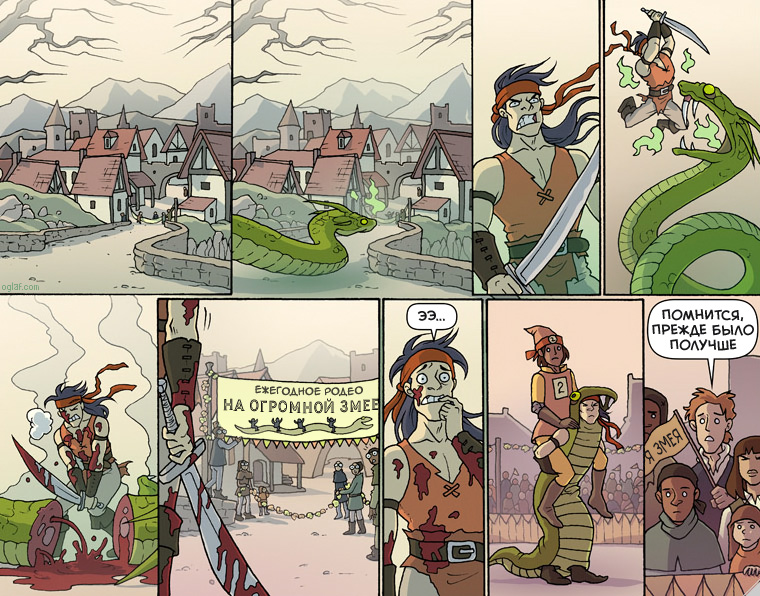 oglaf.com
ЕЖЕГОДНОЕ РОДЕО
НА ОГРОМНОЙ ЗМЕЕ
ЭЭ...
2
ПОМНИТСЯ,
ПРЕЖДЕ БЫЛО
ПОЛУЧШЕ
Я ЗМЕЯ